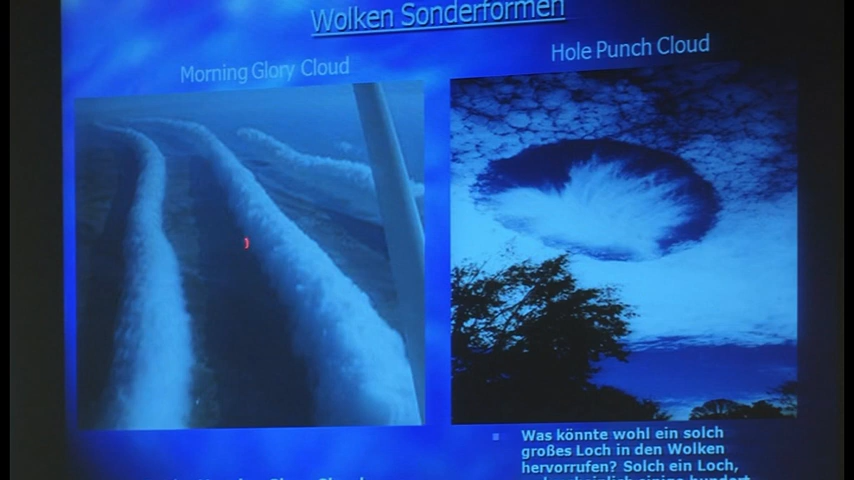 Wolken Sonderformen
Morning Glory Cloud
Hole Punch Cloud
Was könnte wohl ein solch
großes Loch in den Wolken
hervorrufen? Solch ein Loch,